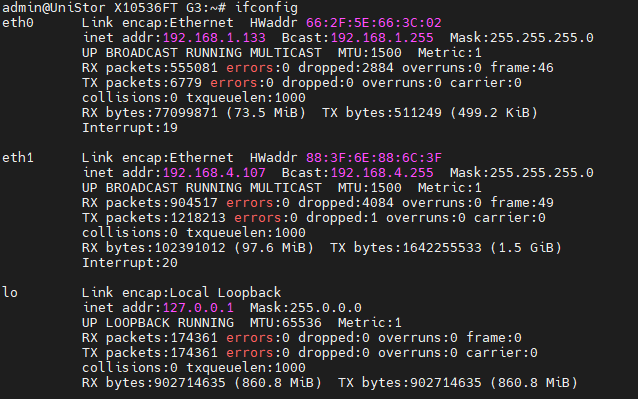 admin@UniStor X10536FT G3:~# ifconfig
eth0      Link encap:Ethernet  HWaddr 66:2F:5E:66:3C:02
          inet addr:192.168.1.133  Bcast:192.168.1.255  Mask:255.255.255.0
          UP BROADCAST RUNNING MULTICAST  MTU:1500  Metric:1
          RX packets:555081 errors:0 dropped:2884 overruns:0 frame:46
          TX packets:6779 errors:0 dropped:0 overruns:0 carrier:0
          collisions:0 txqueuelen:1000
          RX bytes:77099871 (73.5 MiB)  TX bytes:511249 (499.2 KiB)
          Interrupt:19

eth1      Link encap:Ethernet  HWaddr 88:3F:6E:88:6C:3F
          inet addr:192.168.4.107  Bcast:192.168.4.255  Mask:255.255.255.0
          UP BROADCAST RUNNING MULTICAST  MTU:1500  Metric:1
          RX packets:904517 errors:0 dropped:4084 overruns:0 frame:49
          TX packets:1218213 errors:0 dropped:1 overruns:0 carrier:0
          collisions:0 txqueuelen:1000
          RX bytes:102391012 (97.6 MiB)  TX bytes:1642255533 (1.5 GiB)
          Interrupt:20

lo        Link encap:Local Loopback
          inet addr:127.0.0.1  Mask:255.0.0.0
          UP LOOPBACK RUNNING  MTU:65536  Metric:1
          RX packets:174361 errors:0 dropped:0 overruns:0 frame:0
          TX packets:174361 errors:0 dropped:0 overruns:0 carrier:0
          collisions:0 txqueuelen:1000
          RX bytes:902714635 (860.8 MiB)  TX bytes:902714635 (860.8 MiB)